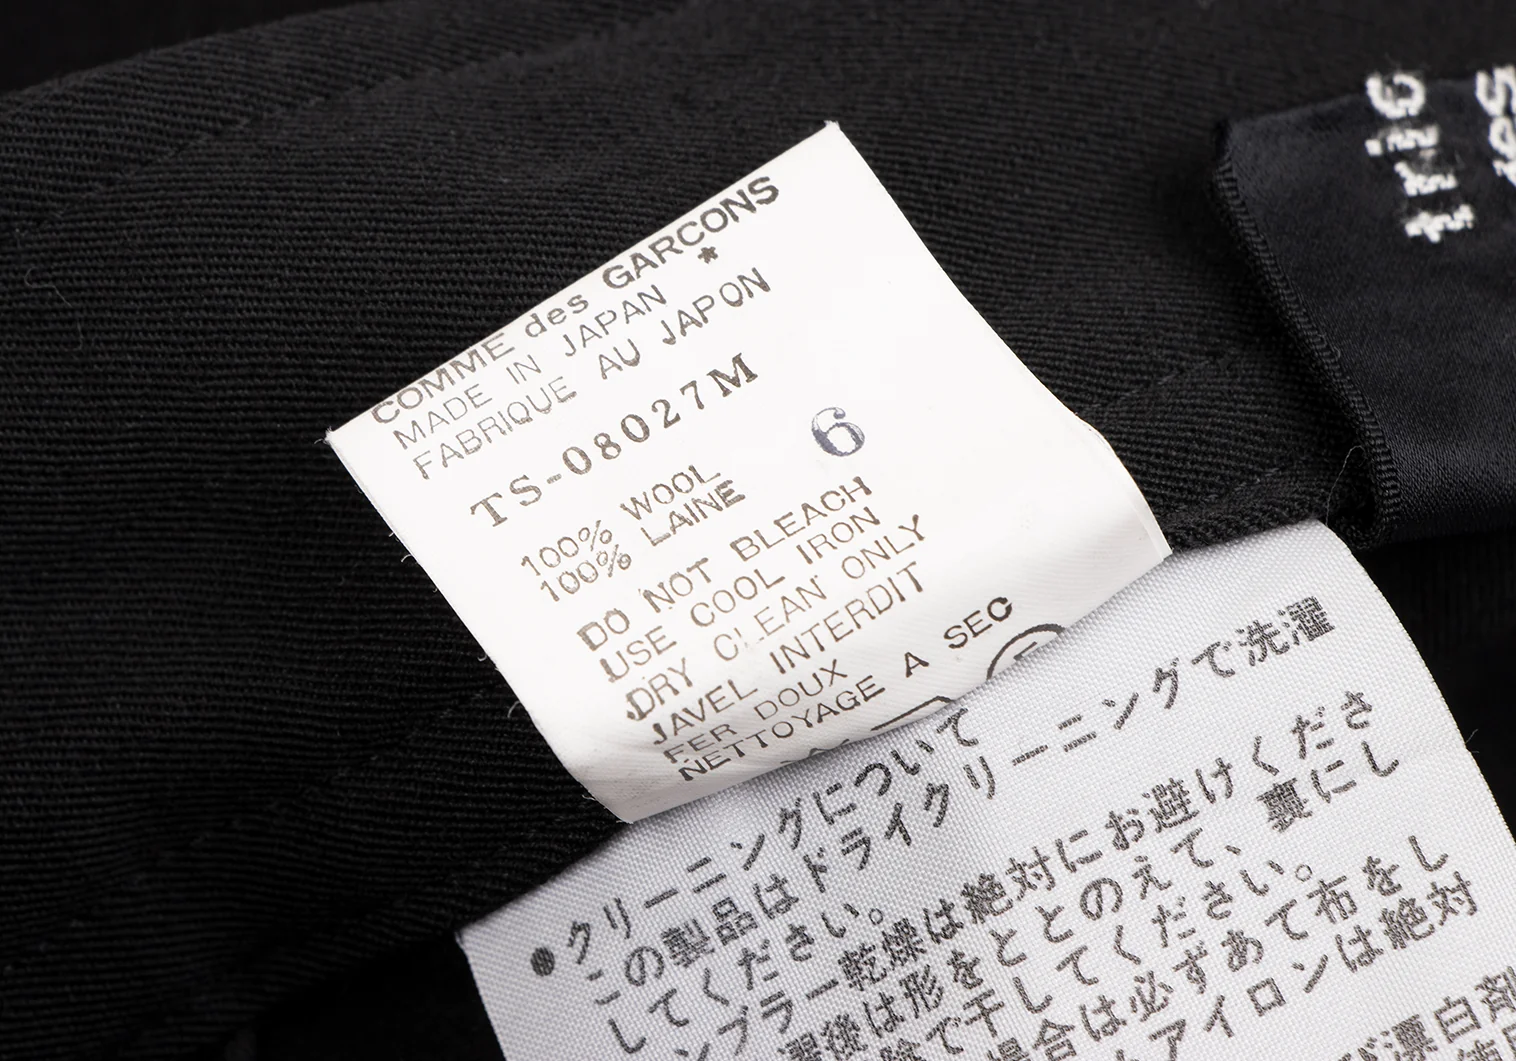 COMME des GARCONS
*
MADE IN JAPAN
FABRIQUE AU JAPON
TS-08027M
6
100% WOOL
100% LAINE
DO NOT BLEACH
USE COOL IRON
DRY CLEAN ONLY
JAVEL INTERDIT
FER DOUX
NETTOYAGE A SEC
●クリーニングについて
この製品はドライクリーニングで洗濯
してください。
ンブラー乾燥は絶対にお避けくださ
濯後は形をととのえて、裏にし
で干してください。
場合は必ずあて布をし
アイロンは絶対
漂白剤